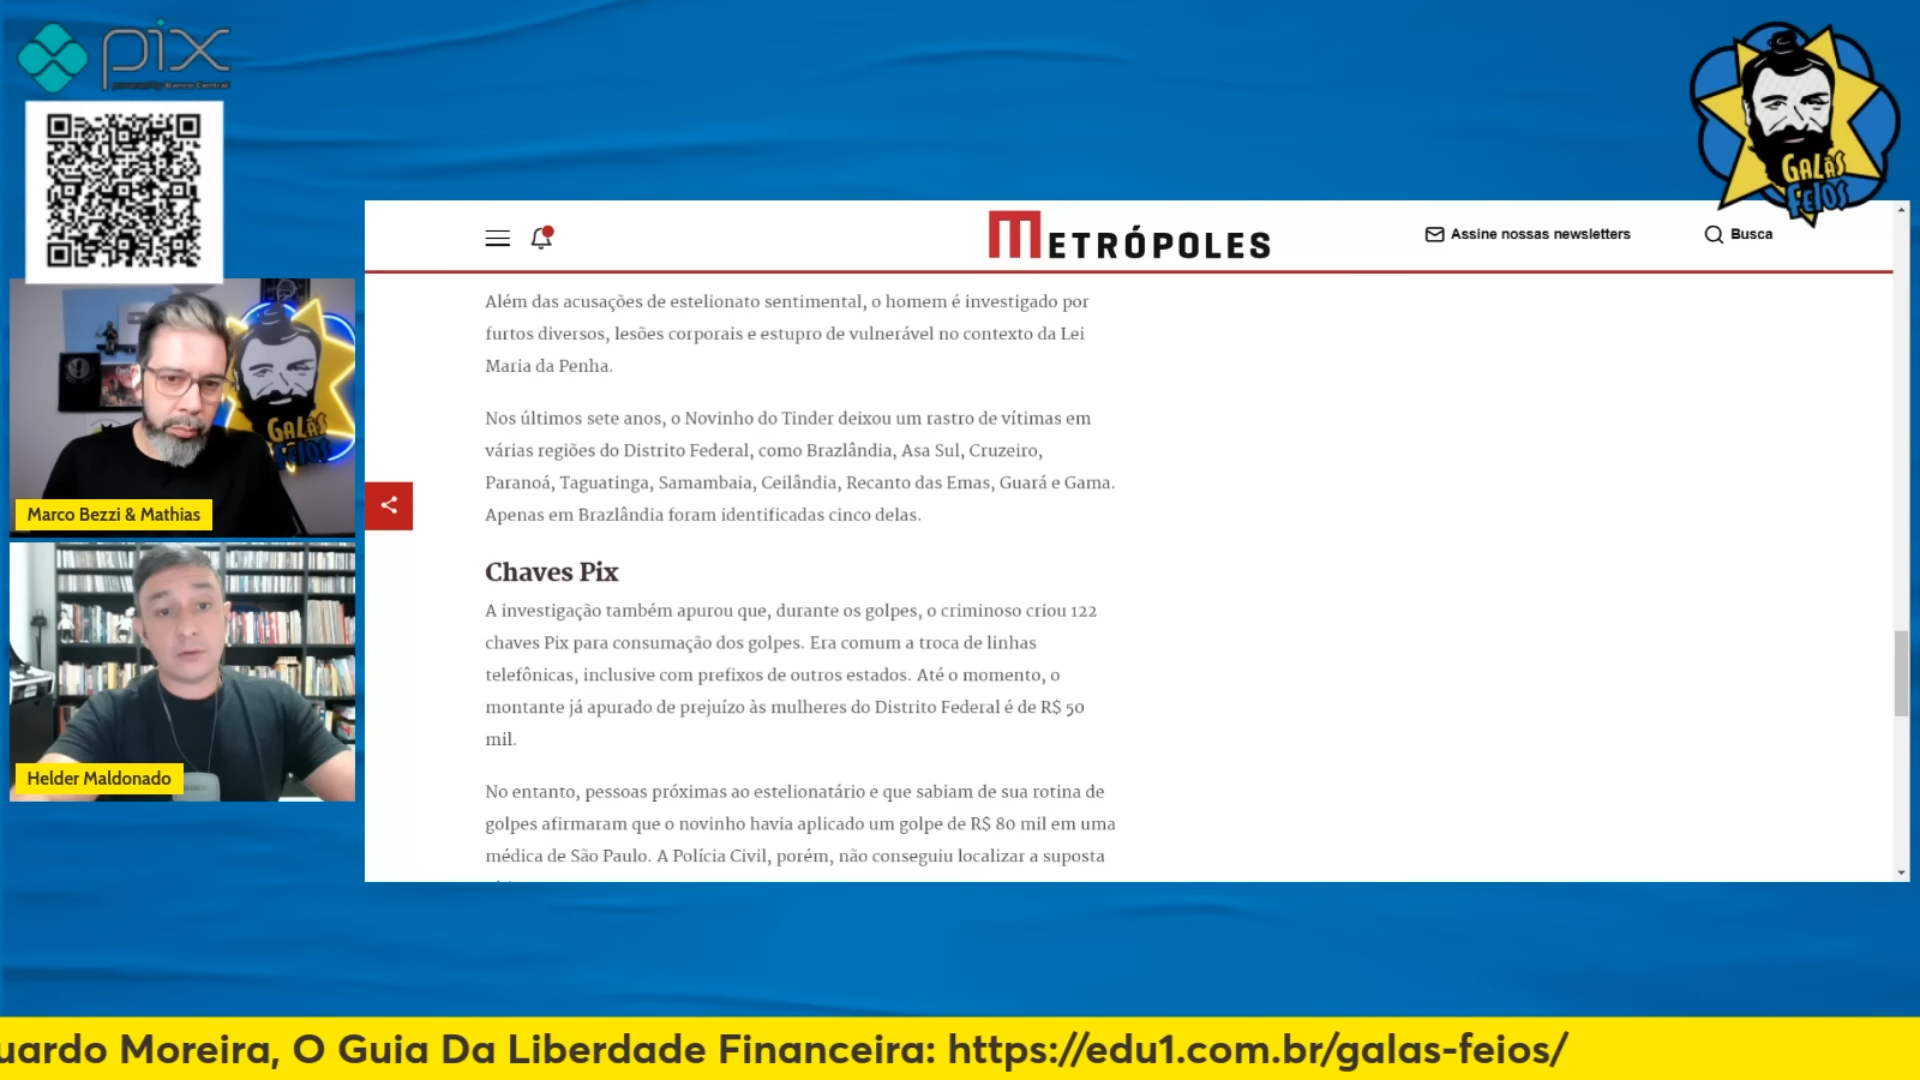 pix
powered by Banco Central
GALÃS
FEIOS
METRÓPOLES
Assine nossas newsletters
Busca
Além das acusações de estelionato sentimental, o homem é investigado por
furtos diversos, lesões corporais e estupro de vulnerável no contexto da Lei
Maria da Penha.
Nos últimos sete anos, o Novinho do Tinder deixou um rastro de vítimas em
várias regiões do Distrito Federal, como Brazlândia, Asa Sul, Cruzeiro,
Paranoá, Taguatinga, Samambaia, Ceilândia, Recanto das Emas, Guará e Gama.
Apenas em Brazlândia foram identificadas cinco delas.
Chaves Pix
A investigação também apurou que, durante os golpes, o criminoso criou 122
chaves Pix para consumação dos golpes. Era comum a troca de linhas
telefônicas, inclusive com prefixos de outros estados. Até o momento, o
montante já apurado de prejuízo às mulheres do Distrito Federal é de R$ 50
mil.
No entanto, pessoas próximas ao estelionatário e que sabiam de sua rotina de
golpes afirmaram que o novinho havia aplicado um golpe de R$ 80 mil em uma
médica de São Paulo. A Polícia Civil, porém, não conseguiu localizar a suposta
GALÃS
FEIOS
Marco Bezzi & Mathias
Helder Maldonado
uardo Moreira, O Guia Da Liberdade Financeira: https://edu1.com.br/galas-feios/